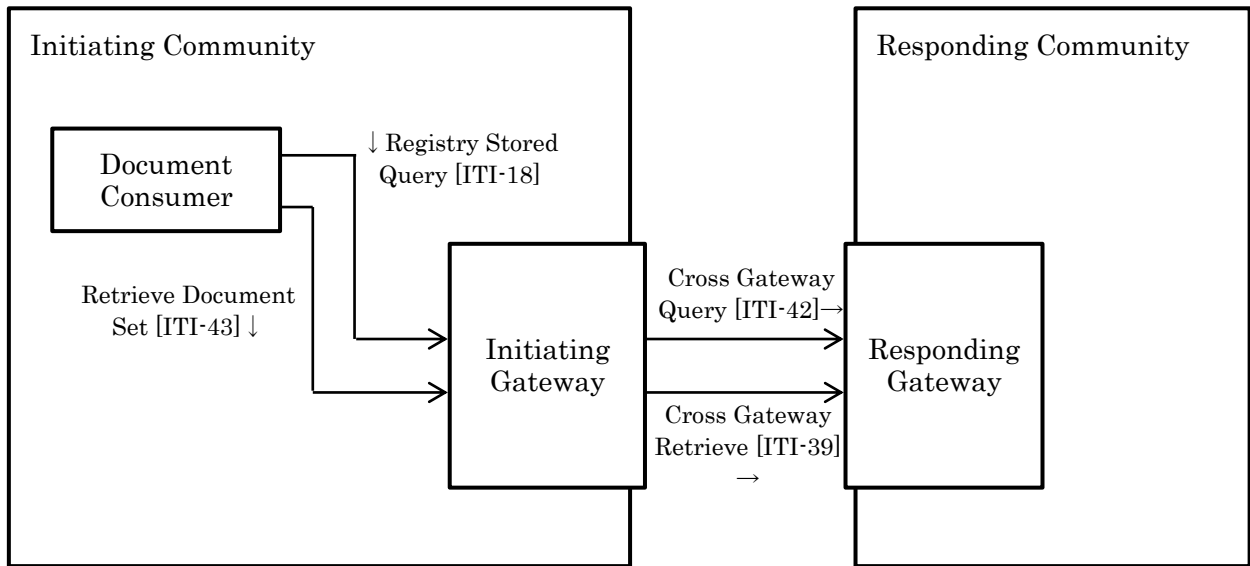 Initiating Community
Responding Community
Document
Consumer
↓ Registry Stored
Query [ITI-18]
Retrieve Document
Set [ITI-43] ↓
Initiating
Gateway
Cross Gateway
Query [ITI-42]→
Cross Gateway
Retrieve [ITI-39]
→
Responding
Gateway